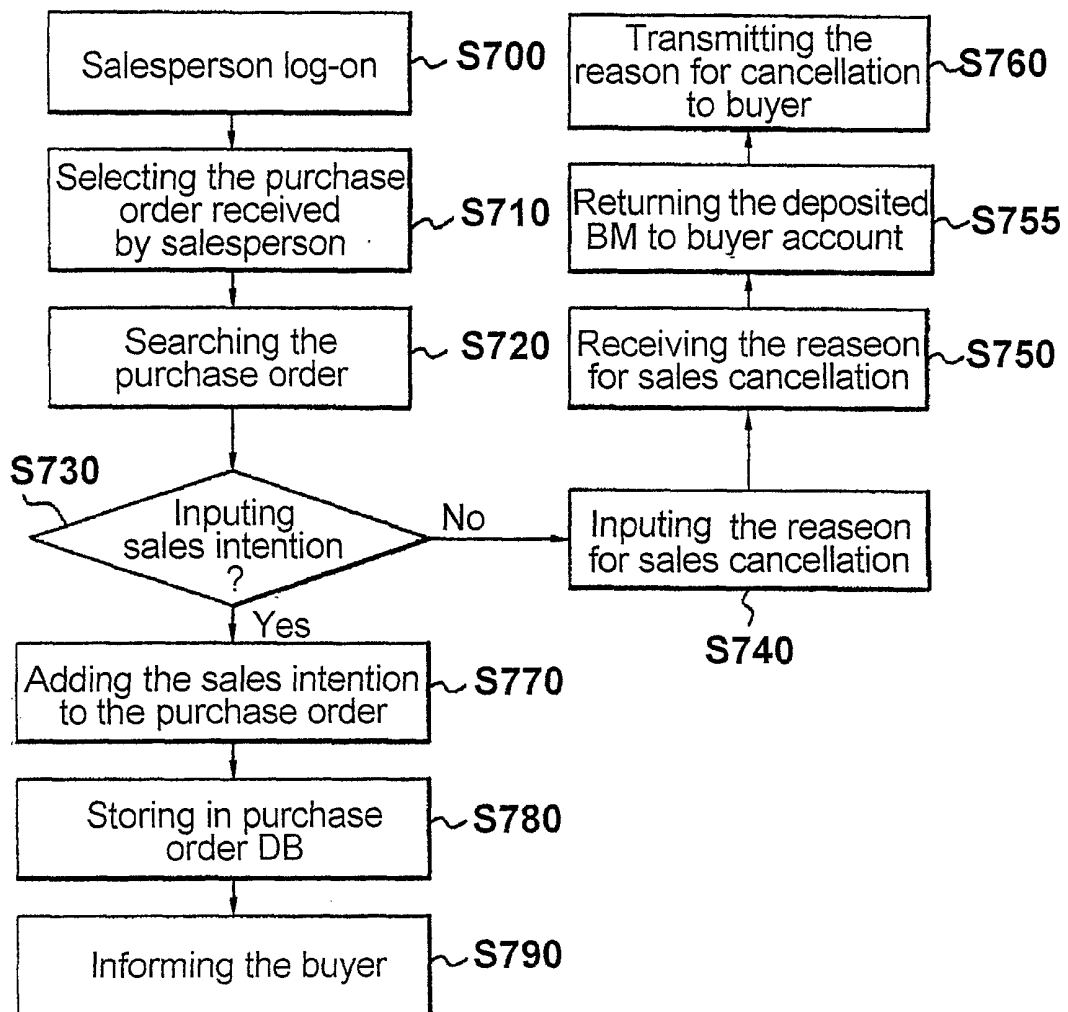 Salesperson log-on
S700
Selecting the purchase
order received
by salesperson
S710
Searching the
purchase order
S720
S730
Inputing
sales intention
?
No
Yes
Inputing the reaseon
for sales cancellation
S740
Receiving the reaseon
for sales cancellation
S750
Returning the deposited
BM to buyer account
S755
Transmitting the
reason for cancellation
to buyer
S760
Adding the sales intention
to the purchase order
S770
Storing in purchase
order DB
S780
Informing the buyer
S790